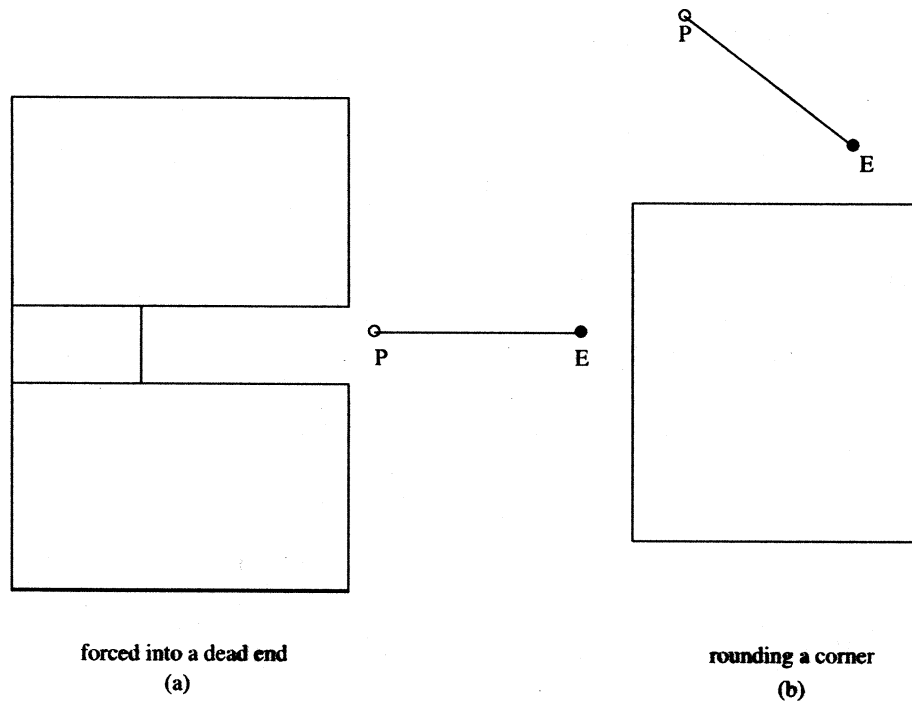 P
E
P
E
forced into a dead end
(a)
rounding a corner
(b)